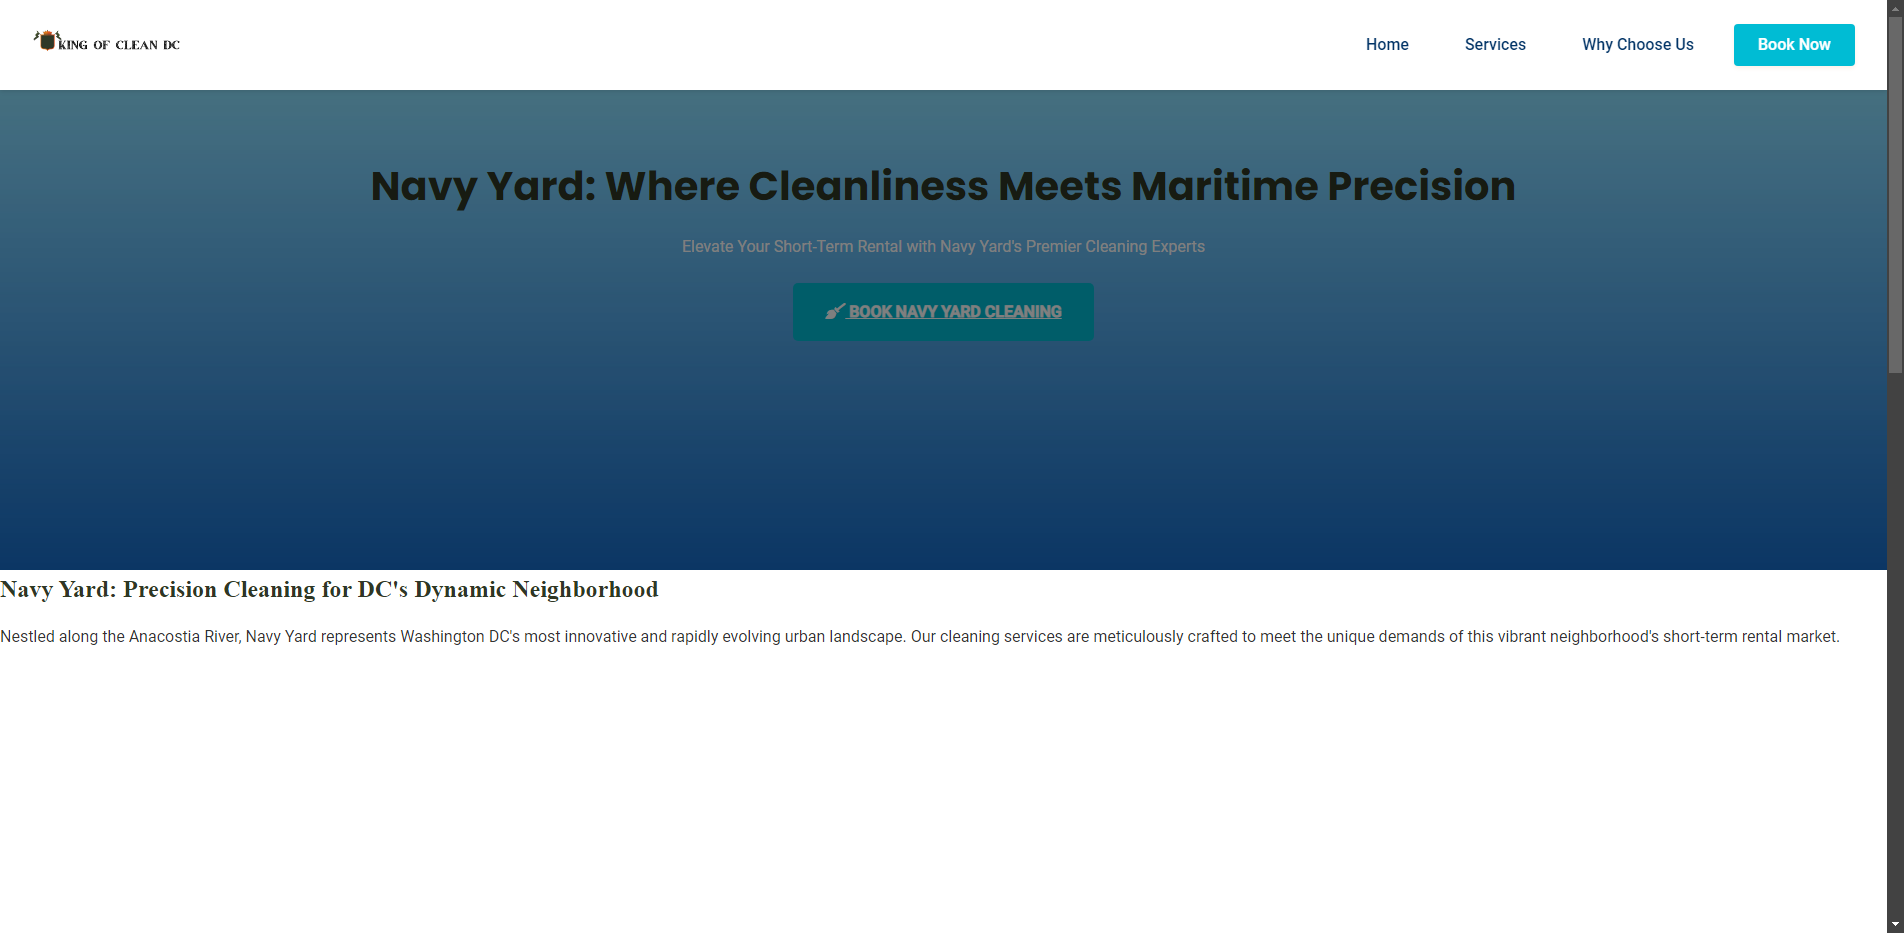 KING OF CLEAN DC
Home
Services
Why Choose Us
Book Now
Navy Yard: Where Cleanliness Meets Maritime Precision
Elevate Your Short-Term Rental with Navy Yard's Premier Cleaning Experts
BOOK NAVY YARD CLEANING
Navy Yard: Precision Cleaning for DC's Dynamic Neighborhood
Nestled along the Anacostia River, Navy Yard represents Washington DC's most innovative and rapidly evolving urban landscape. Our cleaning services are meticulously crafted to meet the unique demands of this vibrant neighborhood's short-term rental market.